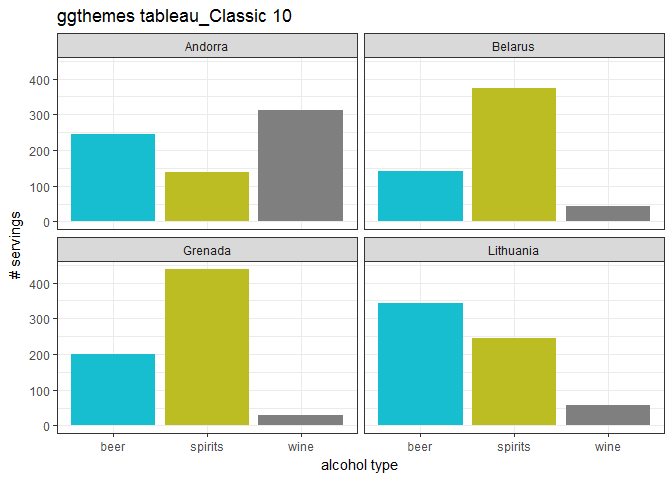 ggthemes tableau_Classic 10
Andorra
Belarus
400
300
200
100
0
Grenada
Lithuania
400
300
200
100
0
# servings
beer
spirits
wine
beer
spirits
wine
alcohol type